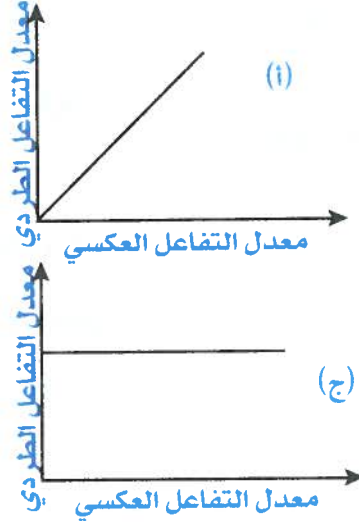 معدل التفاعل الطردي
(أ)
معدل التفاعل العكسي
معدل التفاعل الطردي
(ج)
معدل التفاعل العكسي